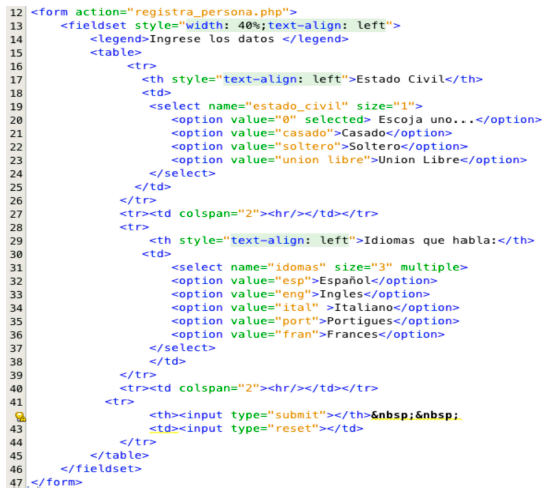 12 <form action="registra_persona.php">
13     <fieldset style="width: 40%;text-align: left">
14         <legend>Ingrese los datos </legend>
15         <table>
16              <tr>
17                <th style="text-align: left">Estado Civil</th>
18                <td>
19                 <select name="estado_civil" size="1">
20                    <option value="0" selected> Escoja uno...</option>
21                    <option value="casado">Casado</option>
22                    <option value="soltero">Soltero</option>
23                    <option value="union libre">Union Libre</option>
24                 </select>
25               </td>
26             </tr>
27             <tr><td colspan="2"><hr/></td></tr>
28             <tr>
29                 <th style="text-align: left">Idiomas que habla:</th>
30                <td>
31                    <select name="idomas" size="3" multiple>
32                    <option value="esp">Español</option>
33                    <option value="eng">Ingles</option>
34                    <option value="ital" >Italiano</option>
35                    <option value="port">Portigues</option>
36                    <option value="fran">Frances</option>
37                 </select>
38                 </td>
39             </tr>
40             <tr><td colspan="2"><hr/></td></tr>
41           <tr>
                 <th><input type="submit"></th>&nbsp;&nbsp;
43                 <td><input type="reset"></td>
44             </tr>
45         </table>
46     </fieldset>
47 </form>